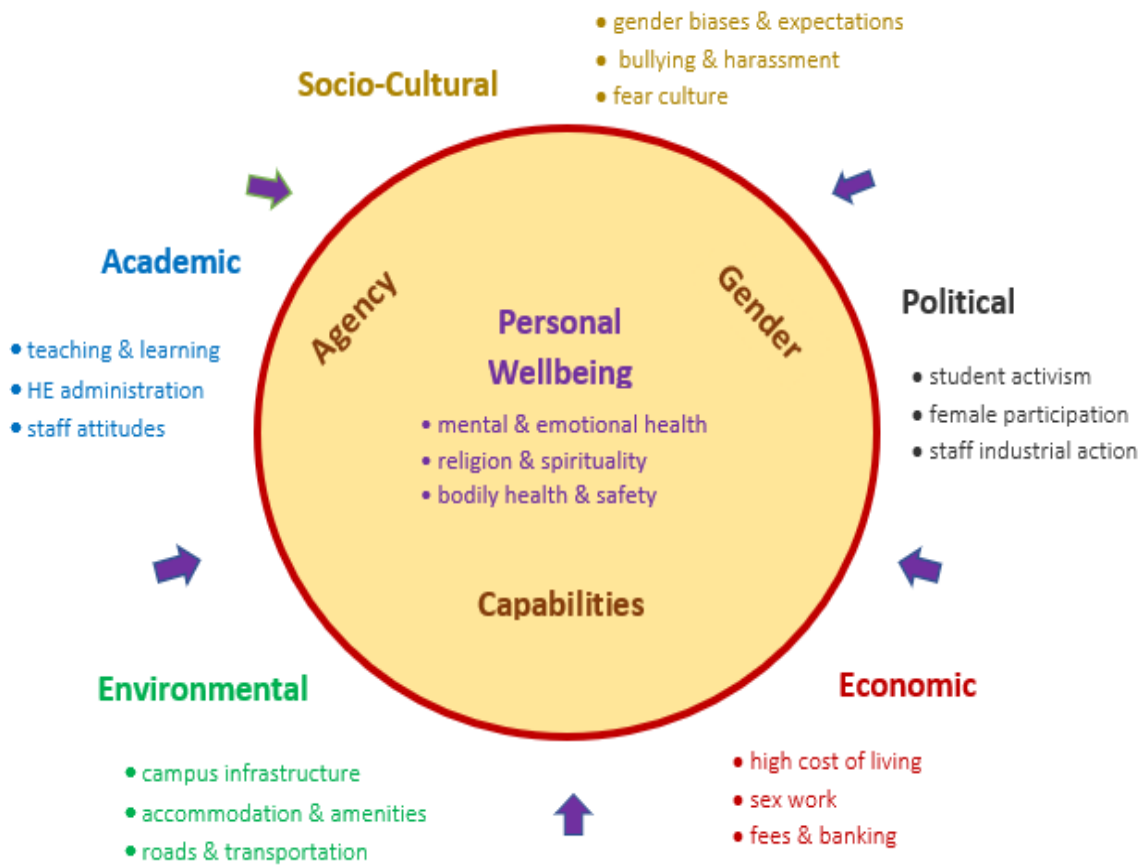 Socio-Cultural
• gender biases & expectations
• bullying & harassment
• fear culture
Academic
• teaching & learning
• HE administration
• staff attitudes
Agency
Gender
Personal
Wellbeing
• mental & emotional health
• religion & spirituality
• bodily health & safety
Capabilities
Political
• student activism
• female participation
• staff industrial action
Environmental
• campus infrastructure
• accommodation & amenities
• roads & transportation
Economic
• high cost of living
• sex work
• fees & banking